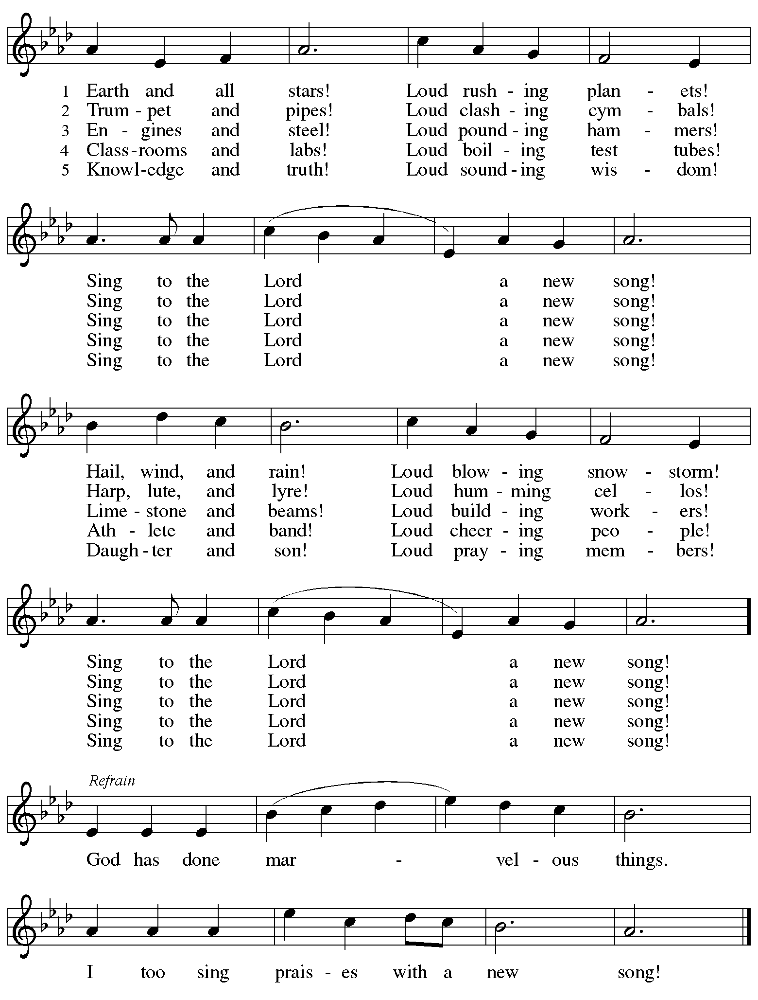 1 Earth and all stars! Loud rush - ing plan - ets!
2 Trum - pet and pipes! Loud clash - ing cym - bals!
3 En - gines and steel! Loud pound - ing ham - mers!
4 Class - rooms and labs! Loud boil - ing test tubes!
5 Knowl - edge and truth! Loud sound - ing wis - dom!
Sing to the Lord a new song!
Sing to the Lord a new song!
Sing to the Lord a new song!
Sing to the Lord a new song!
Sing to the Lord a new song!
Hail, wind, and rain! Loud blow - ing snow - storm!
Harp, lute, and lyre! Loud hum - ming cel - los!
Lime - stone and beams! Loud build - ing work - ers!
Ath - lete and band! Loud cheer - ing peo - ple!
Daugh - ter and son! Loud pray - ing mem - bers!
Sing to the Lord a new song!
Sing to the Lord a new song!
Sing to the Lord a new song!
Sing to the Lord a new song!
Sing to the Lord a new song!
Refrain
God has done mar - vel - ous things.
I too sing prais - es with a new song!